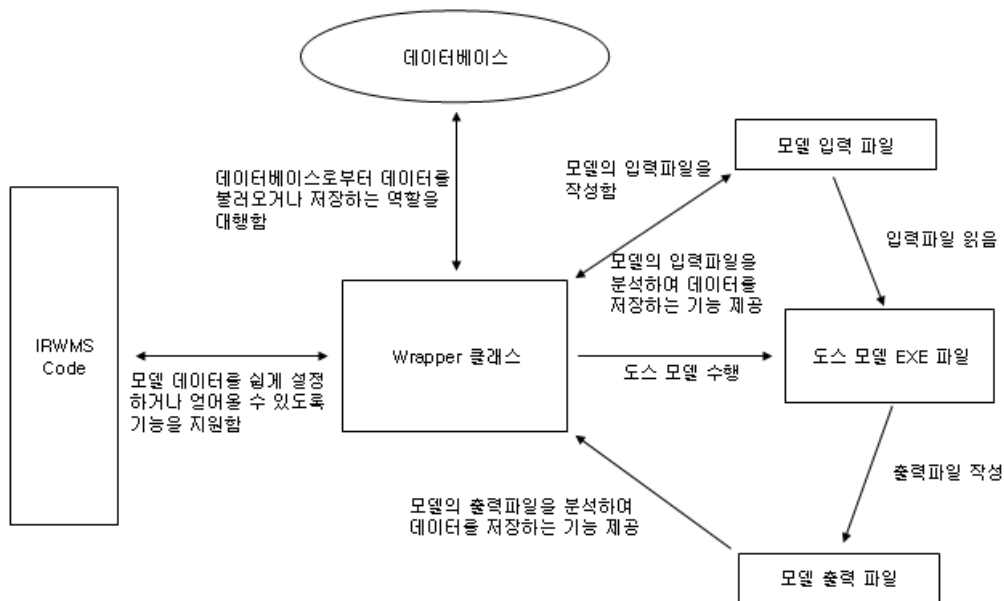 데이터베이스
모델 입력 파일
데이터베이스로부터 데이터를
불러오거나 저장하는 역할을
대행함
모델의 입력파일을
작성함
입력파일 읽음
모델의 입력파일을
분석하여 데이터를
저장하는 기능 제공
IRWMS
Code
Wrapper 클래스
도스 모델 EXE 파일
모델 데이터를 쉽게 설정
하거나 얻어올 수 있도록
기능을 지원함
도스 모델 수행
출력파일 작성
모델의 출력파일을 분석하여
데이터를 저장하는 기능 제공
모델 출력 파일